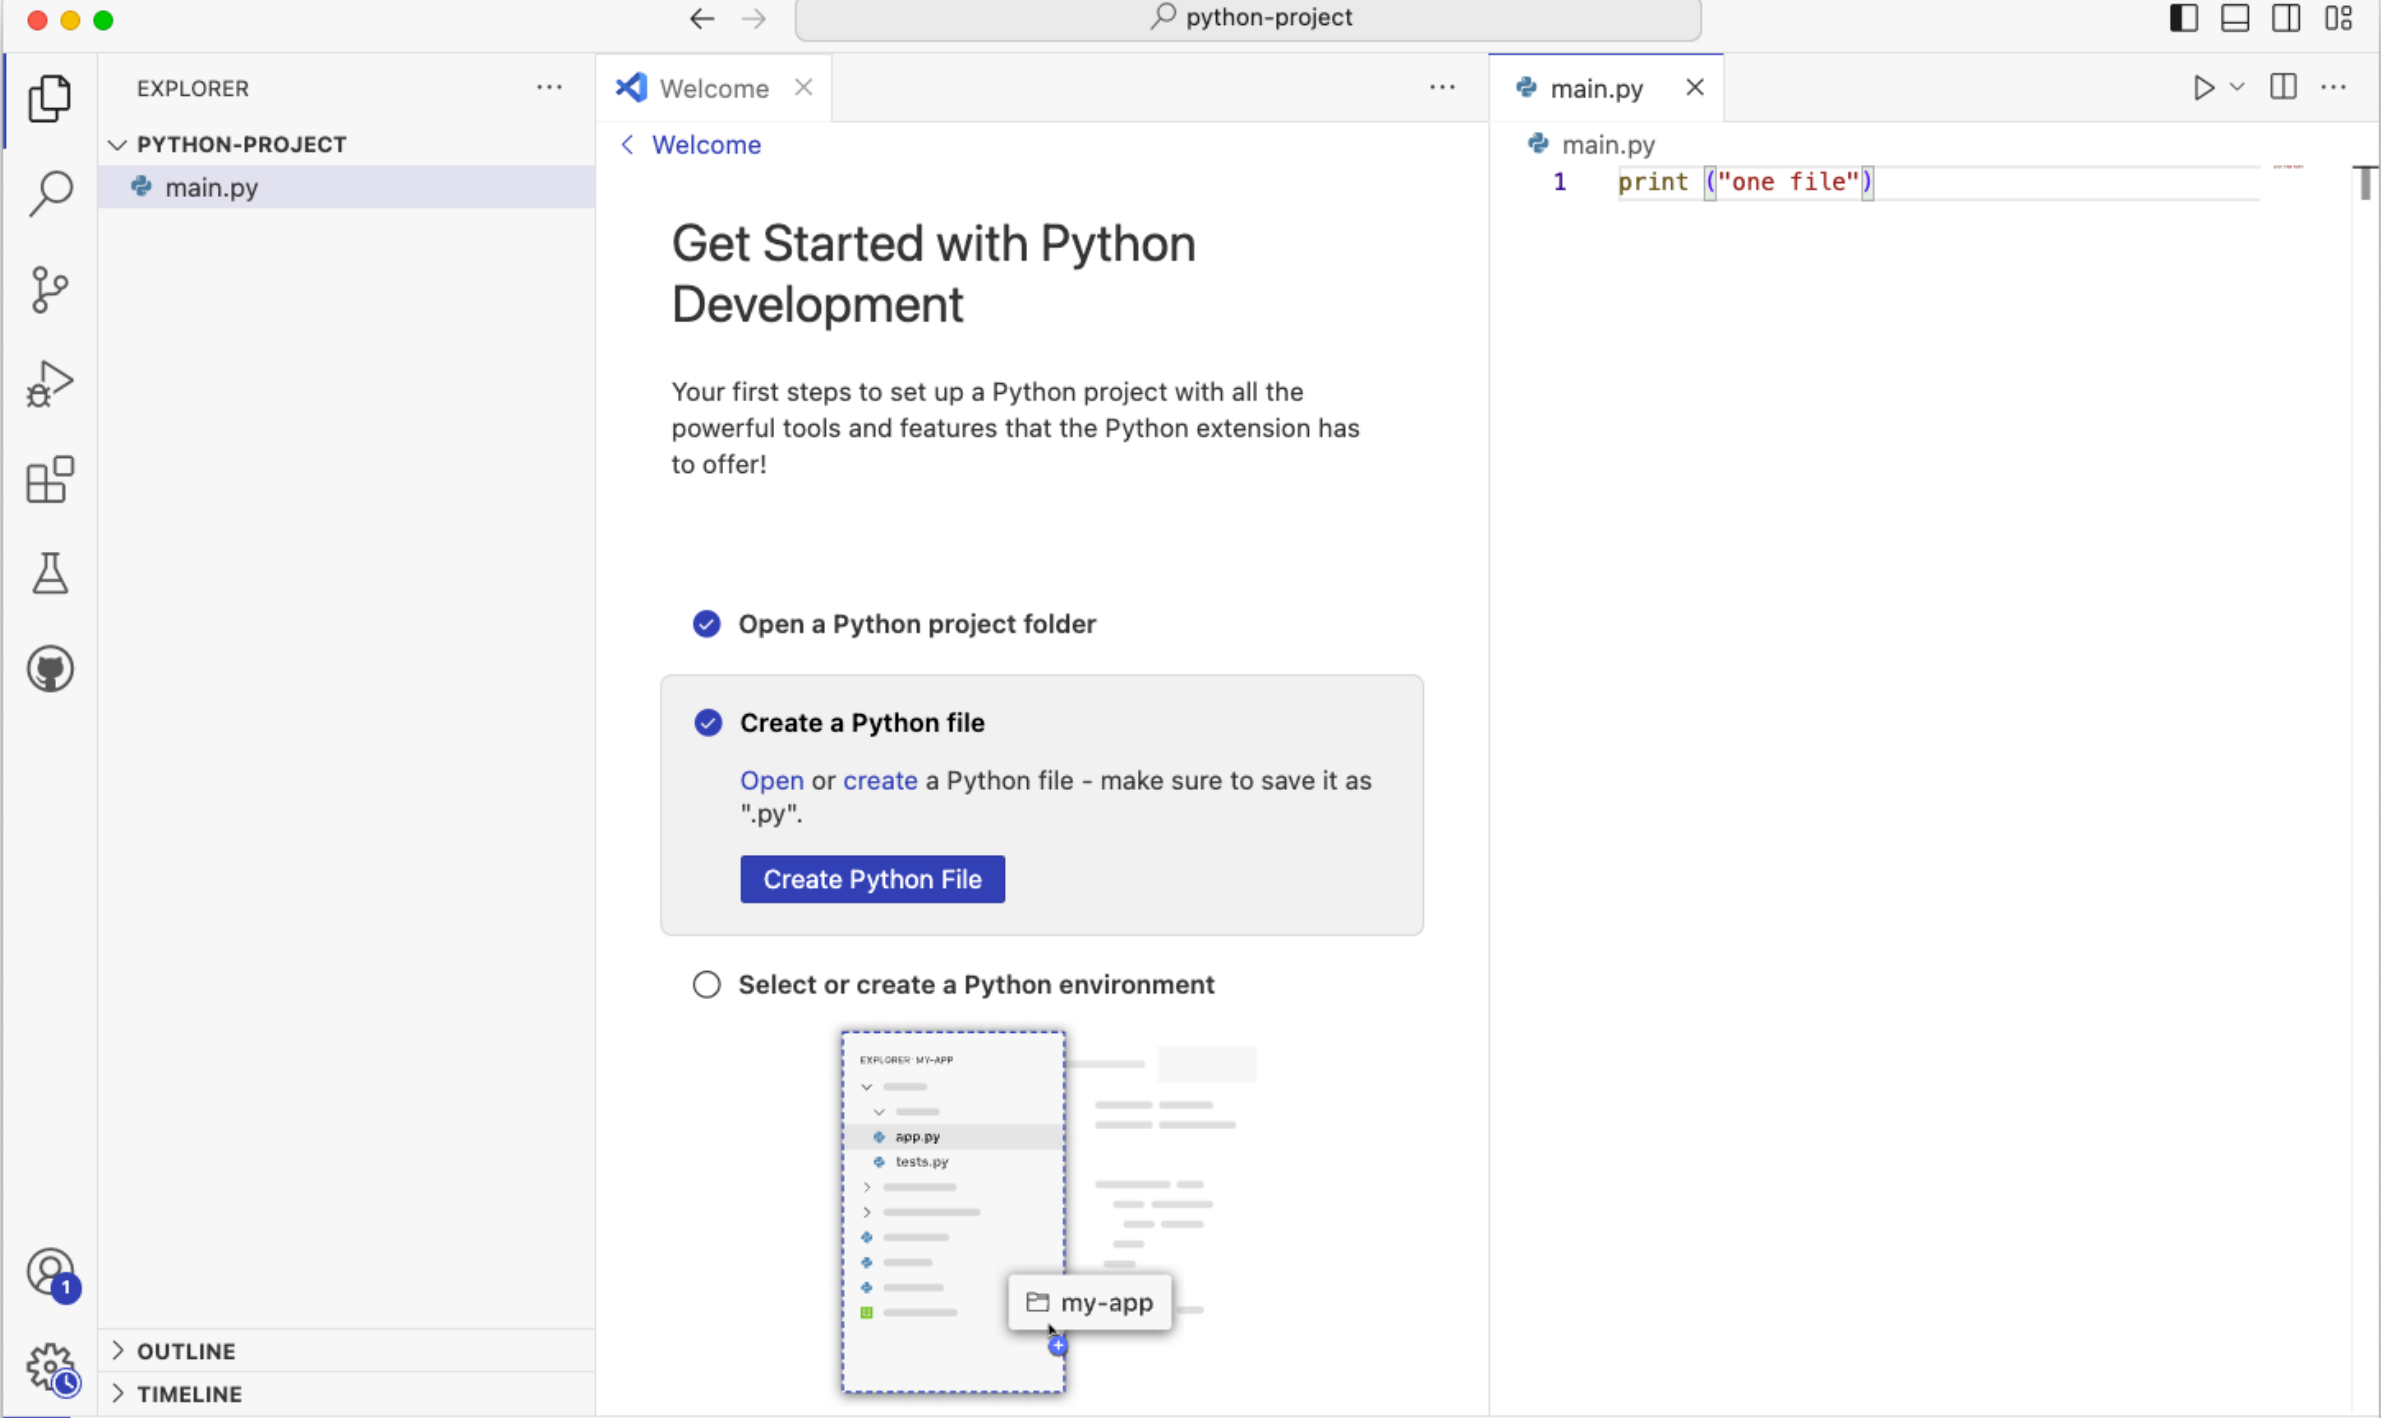 python-project
EXPLORER
PYTHON-PROJECT
main.py
OUTLINE
TIMELINE
1
Welcome
Welcome
Get Started with Python
Development
Your first steps to set up a Python project with all the
powerful tools and features that the Python extension has
to offer!
Open a Python project folder
Create a Python file
Open or create a Python file - make sure to save it as
".py".
Create Python File
Select or create a Python environment
EXPLORER: MY-APP
app.py
tests.py
my-app
main.py
main.py
1 print ("one file")